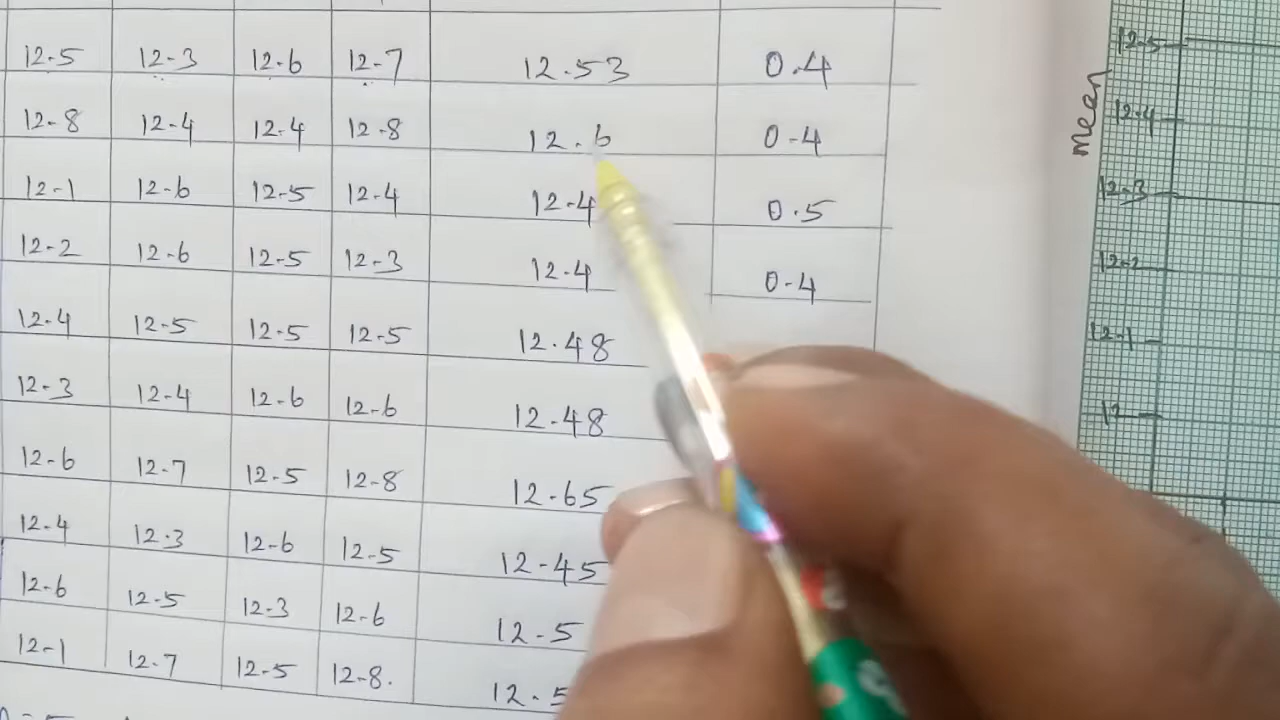 12.5 12.3 12.6 12.7 12.53 0.4
12.8 12.4 12.4 12.8 12.6 0.4
12.1 12.6 12.5 12.4 12.4 0.5
12.2 12.6 12.5 12.3 12.4 0.4
12.4 12.5 12.5 12.5 12.48
12.3 12.4 12.6 12.6 12.48
12.6 12.7 12.5 12.8 12.65
12.4 12.3 12.6 12.5 12.45
12.6 12.5 12.3 12.6 12.5
12.1 12.7 12.5 12.8. 12.5
mean
12.5
12.4
12.3
12.2
12.1
12